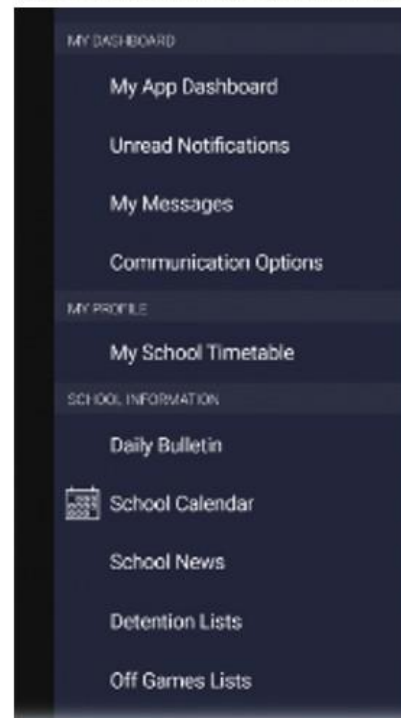 MY DASHBOARD
My App Dashboard
Unread Notifications
My Messages
Communication Options
MY PROFILE
My School Timetable
SCHOOL INFORMATION
Daily Bulletin
School Calendar
School News
Detention Lists
Off Games Lists